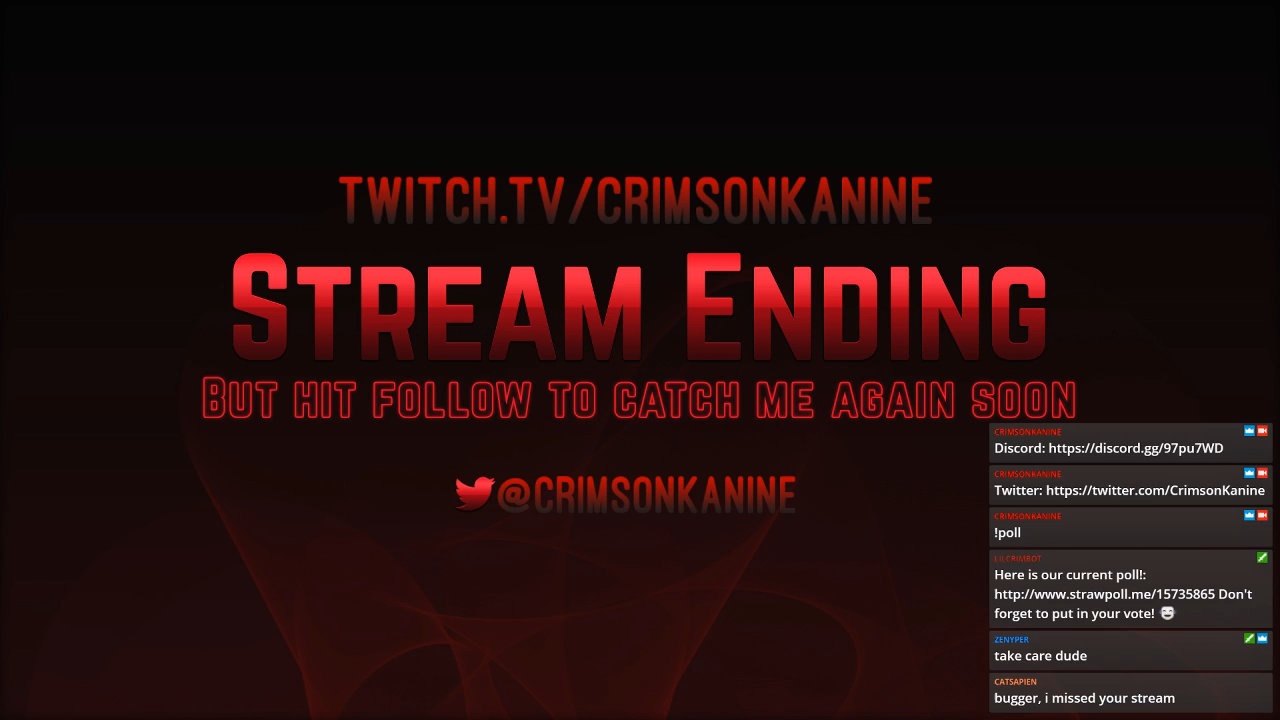 TWITCH.TV/CRIMSONKANINE
STREAM ENDING
BUT HIT FOLLOW TO CATCH ME AGAIN SOON
@CRIMSONKANINE
CRIMSONKANINE
Discord: https://discord.gg/97pu7WD
CRIMSONKANINE
Twitter: https://twitter.com/CrimsonKanine
CRIMSONKANINE
!poll
LILCRIMBOT
Here is our current poll!:
http://www.strawpoll.me/15735865 Don't
forget to put in your vote!
ZENYPER
take care dude
CATSAPIEN
bugger, i missed your stream